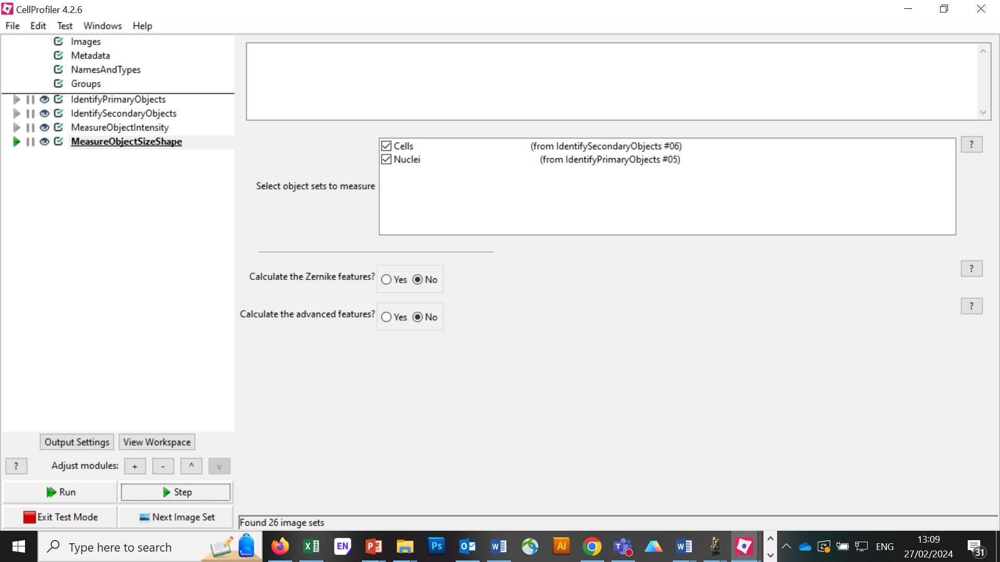 CellProfiler 4.2.6
File Edit Test Windows Help
Images
Metadata
NamesAndTypes
Groups
IdentifyPrimaryObjects
IdentifySecondaryObjects
MeasureObjectIntensity
MeasureObjectSizeShape
Cells (from IdentifySecondaryObjects #06) ?
Nuclei (from IdentifyPrimaryObjects #05)
Select object sets to measure
Calculate the Zernike features? Yes No ?
Calculate the advanced features? Yes No ?
Output Settings View Workspace
? Adjust modules: + - ^ v
Run Step
Exit Test Mode Next Image Set
Found 26 image sets
Type here to search
EN
Ps
Ai
ENG
13:09
27/02/2024
31